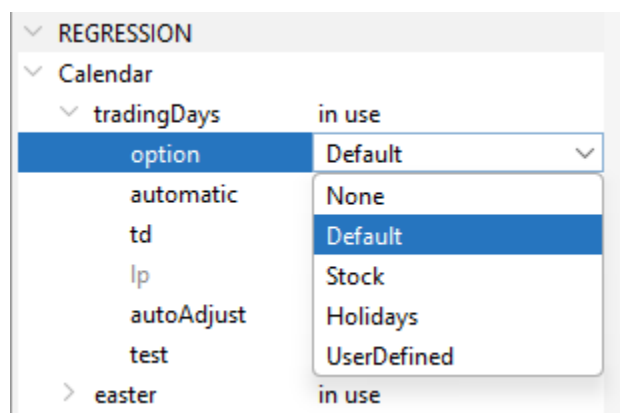 REGRESSION
Calendar
tradingDays in use
option Default
automatic None
td Default
lp Stock
autoAdjust Holidays
test UserDefined
easter in use